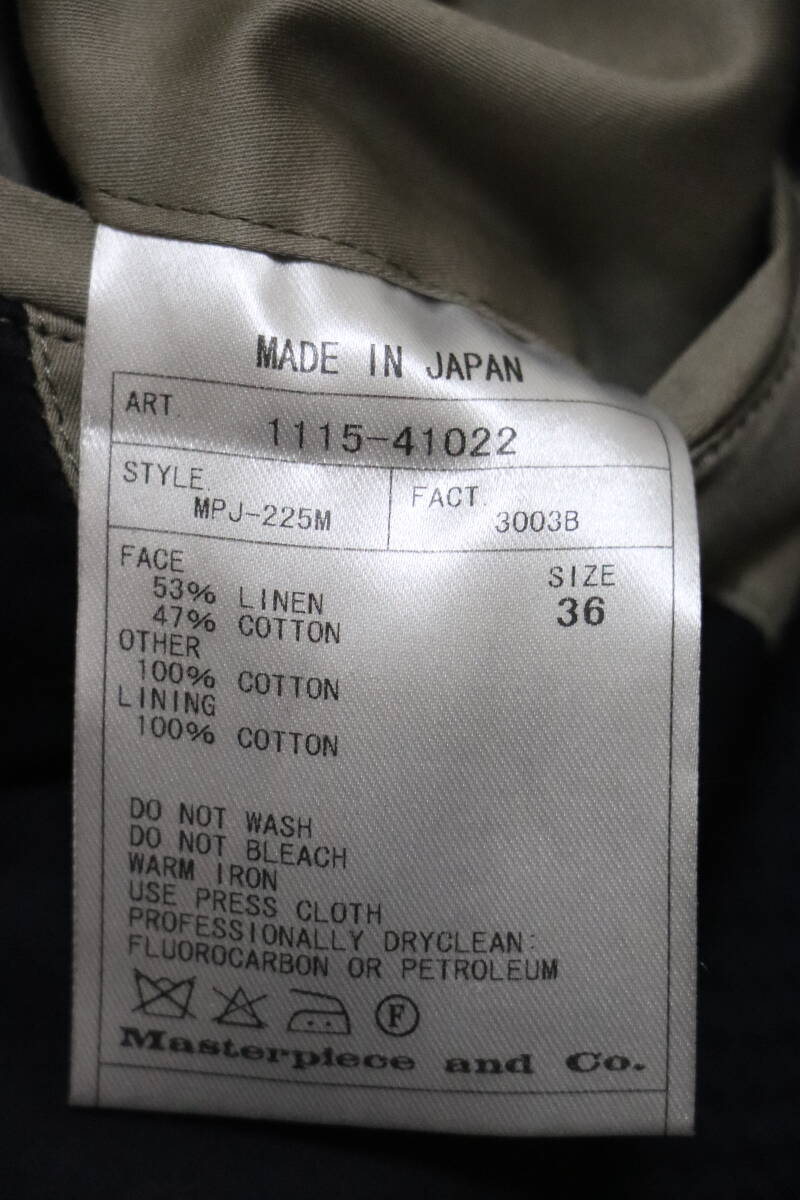 MADE IN JAPAN
ART. 1115-41022
STYLE. MPJ-225M
FACT. 3003B
FACE
53% LINEN
47% COTTON
OTHER
100% COTTON
LINING
100% COTTON
SIZE
36
DO NOT WASH
DO NOT BLEACH
WARM IRON
USE PRESS CLOTH
PROFESSIONALLY DRYCLEAN:
FLUOROCARBON OR PETROLEUM
F
Masterpiece and Co.